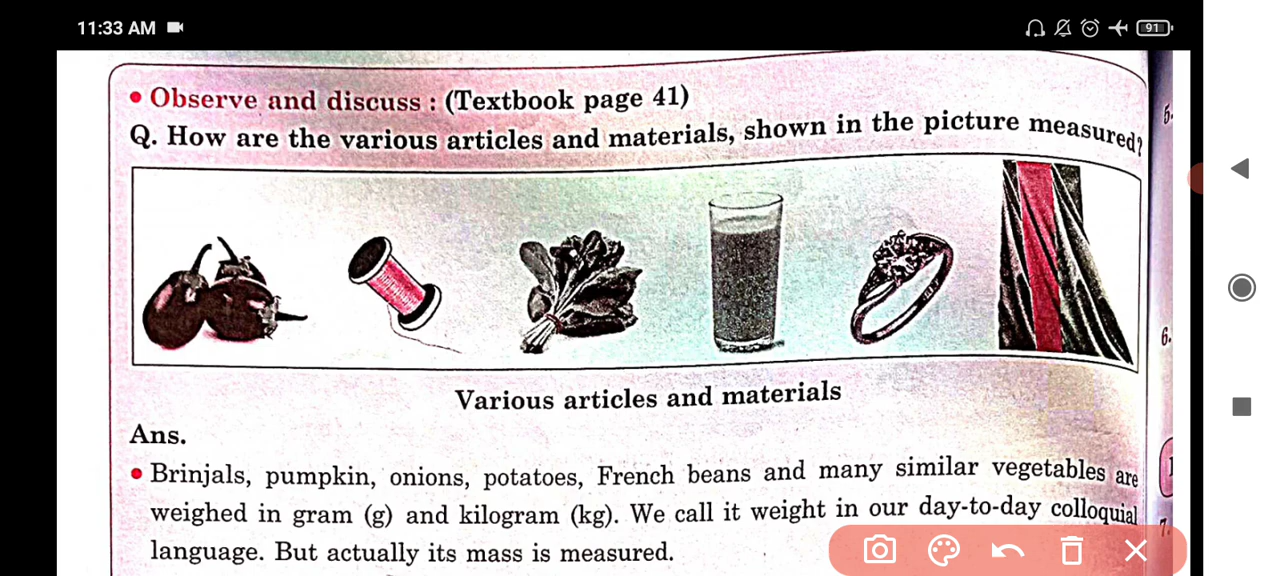 11:33 AM
91
• Observe and discuss : (Textbook page 41)
Q. How are the various articles and materials, shown in the picture measured?
Various articles and materials
Ans.
• Brinjals, pumpkin, onions, potatoes, French beans and many similar vegetables are
weighed in gram (g) and kilogram (kg). We call it weight in our day-to-day colloquial
language. But actually its mass is measured.
5.
6.
7.